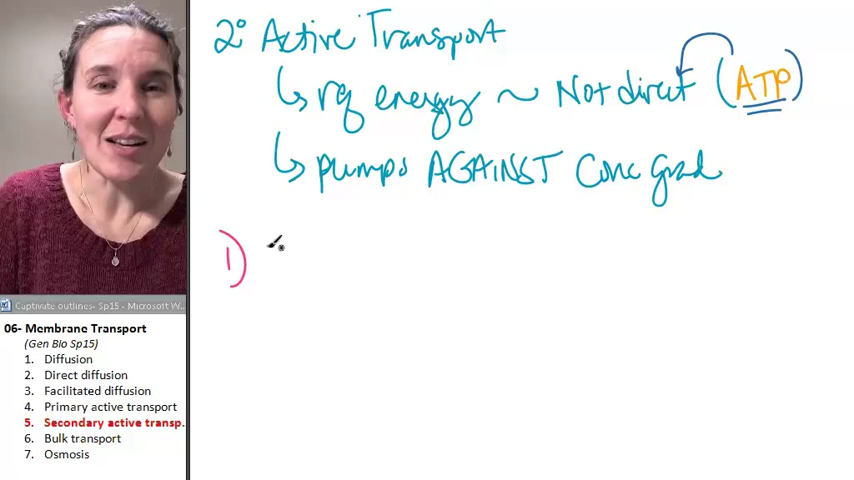 2° Active Transport
↳ rq energy ~ Not direct (ATP)
↳ pumps AGAINST Conc grad
1)
Captivate outlines- Sp15 - Microsoft W...
06- Membrane Transport
(Gen Bio Sp15)
1. Diffusion
2. Direct diffusion
3. Facilitated diffusion
4. Primary active transport
5. Secondary active transp.
6. Bulk transport
7. Osmosis